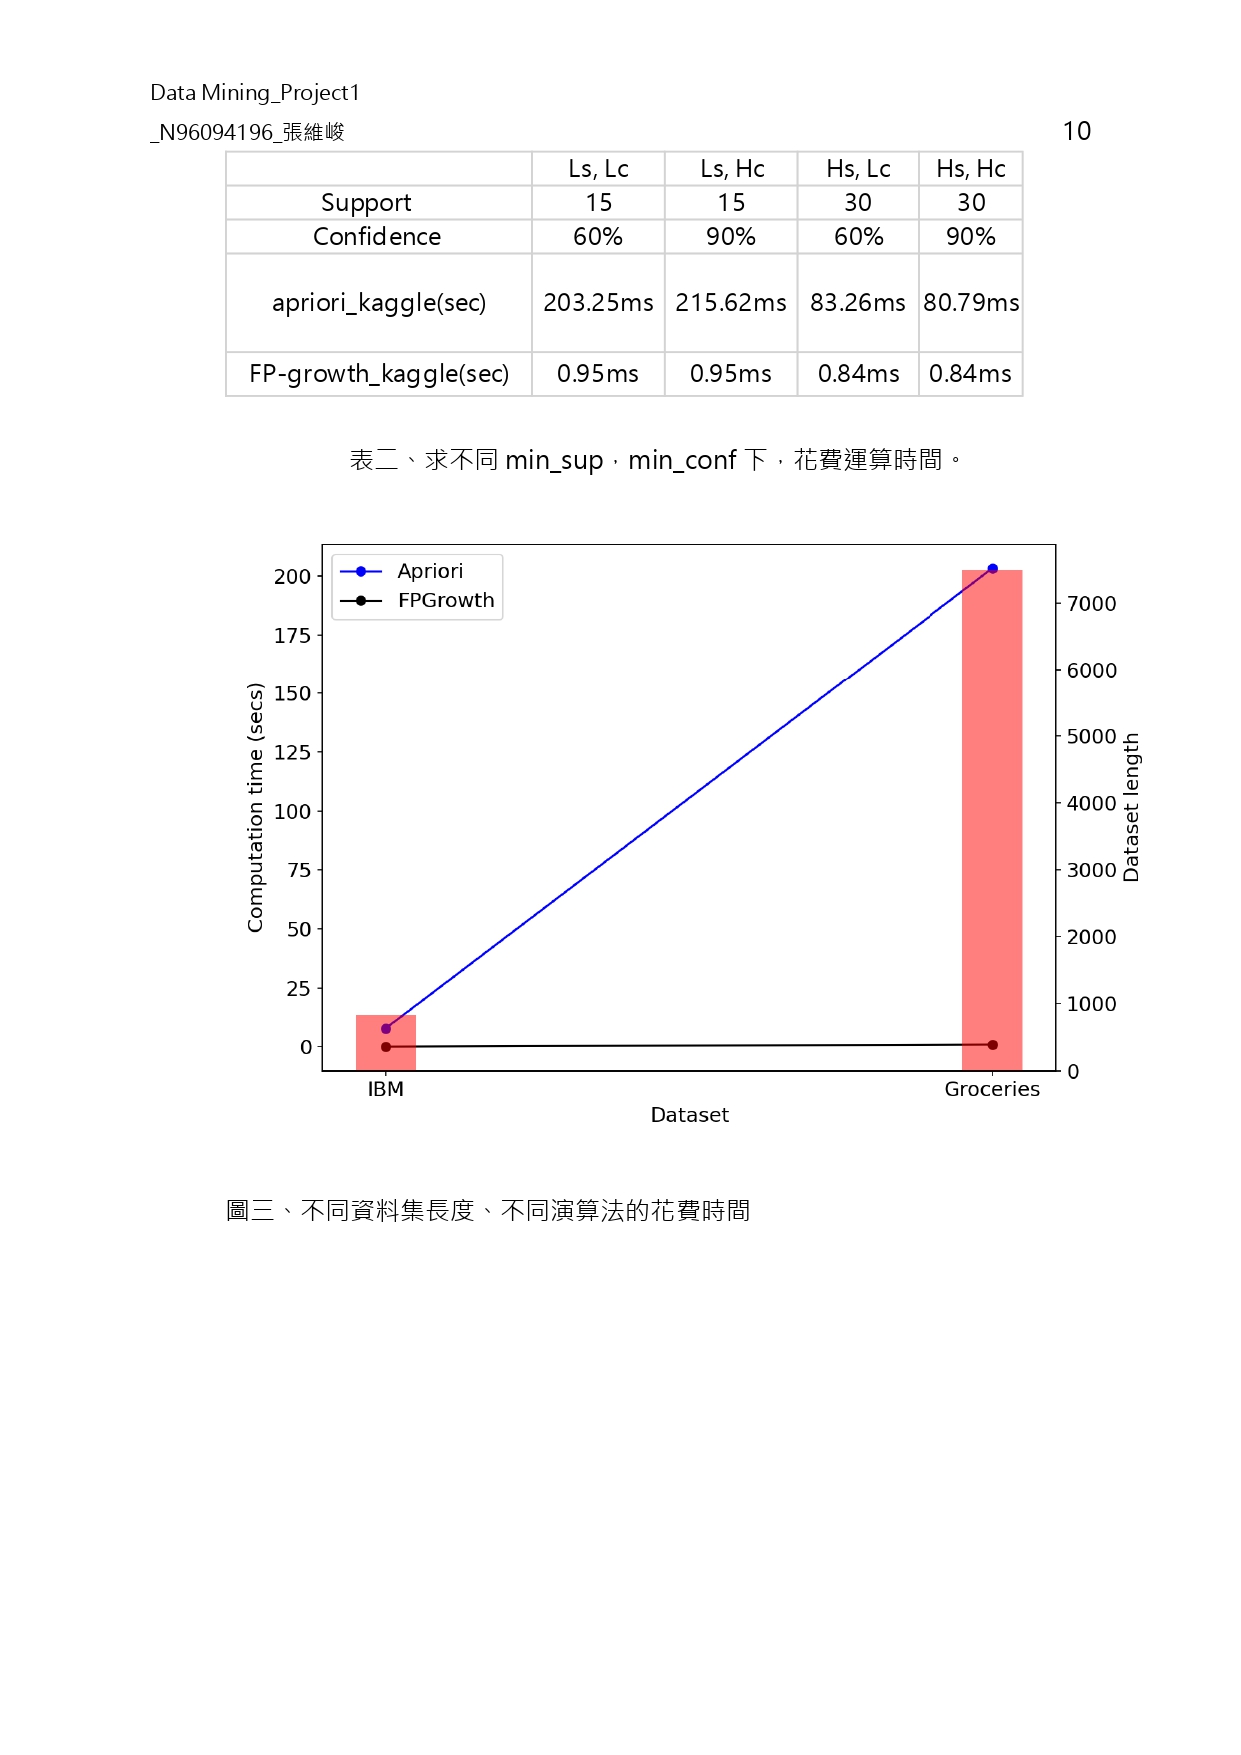 Data Mining_Project1
_N96094196_張維峻 10
Ls, Lc Ls, Hc Hs, Lc Hs, Hc
Support 15 15 30 30
Confidence 60% 90% 60% 90%
apriori_kaggle(sec) 203.25ms 215.62ms 83.26ms 80.79ms
FP-growth_kaggle(sec) 0.95ms 0.95ms 0.84ms 0.84ms
表二、求不同 min_sup，min_conf 下，花費運算時間。
Apriori
FPGrowth
200
175
150
125
100
75
50
25
0
Computation time (secs)
7000
6000
5000
4000
3000
2000
1000
0
Dataset length
IBM Groceries
Dataset
圖三、不同資料集長度、不同演算法的花費時間